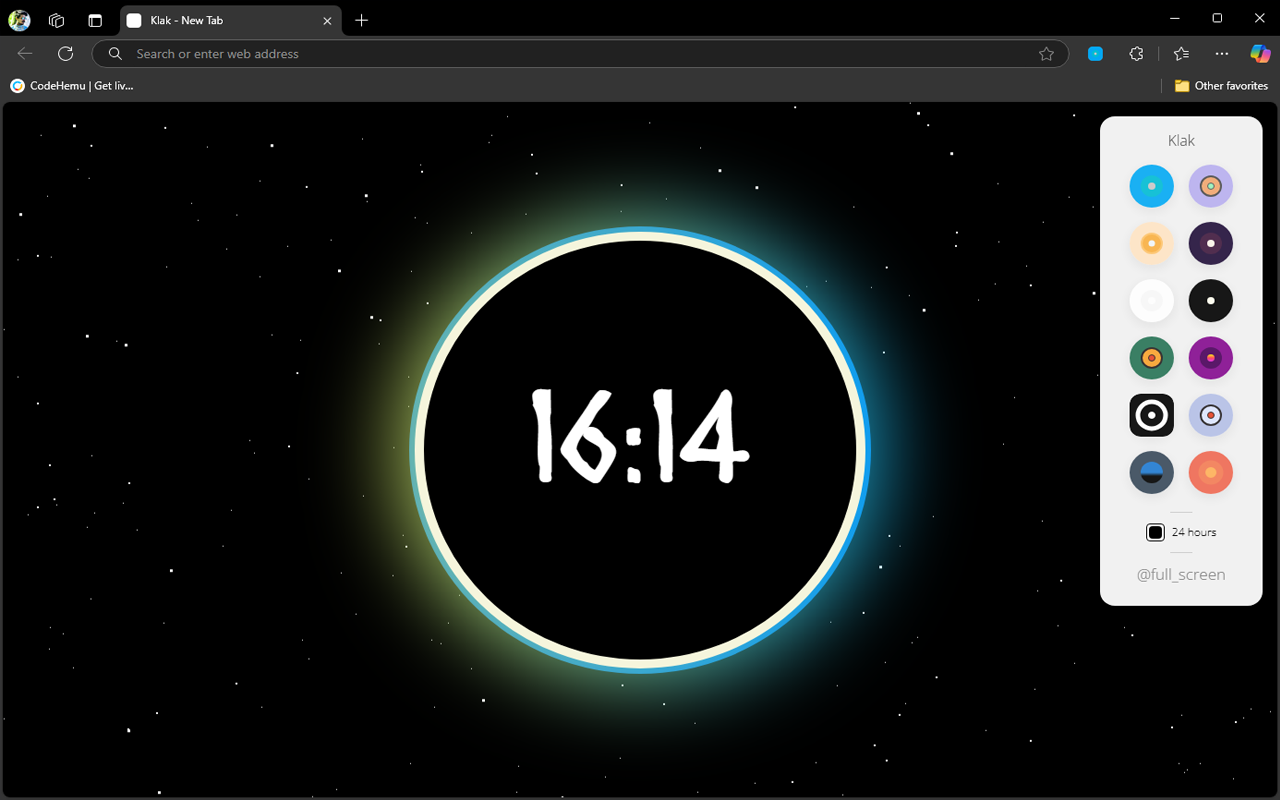 Klak - New Tab
Search or enter web address
CodeHemu | Get liv...
Other favorites
Klak
16:14
24 hours
@full_screen